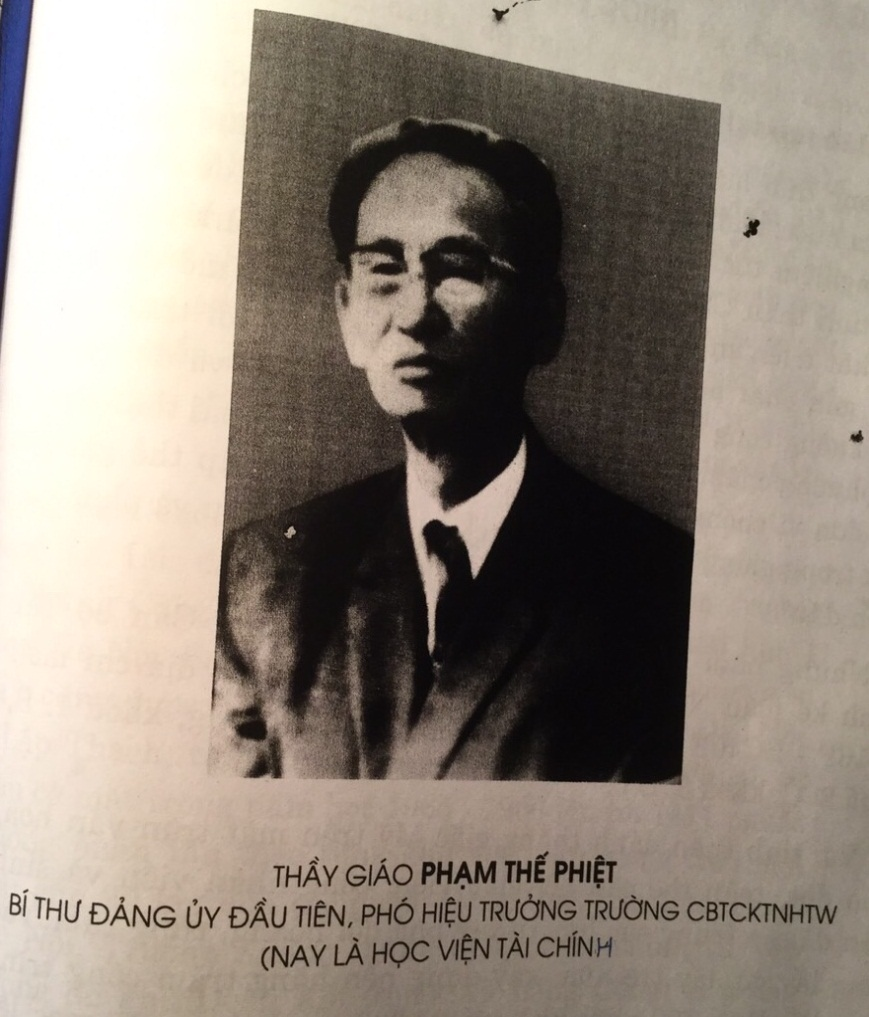 THẦY GIÁO PHẠM THẾ PHIỆT
BÍ THƯ ĐẢNG ỦY ĐẦU TIÊN, PHÓ HIỆU TRƯỞNG TRƯỜNG CBTCKTNHTW
(NAY LÀ HỌC VIỆN TÀI CHÍNH